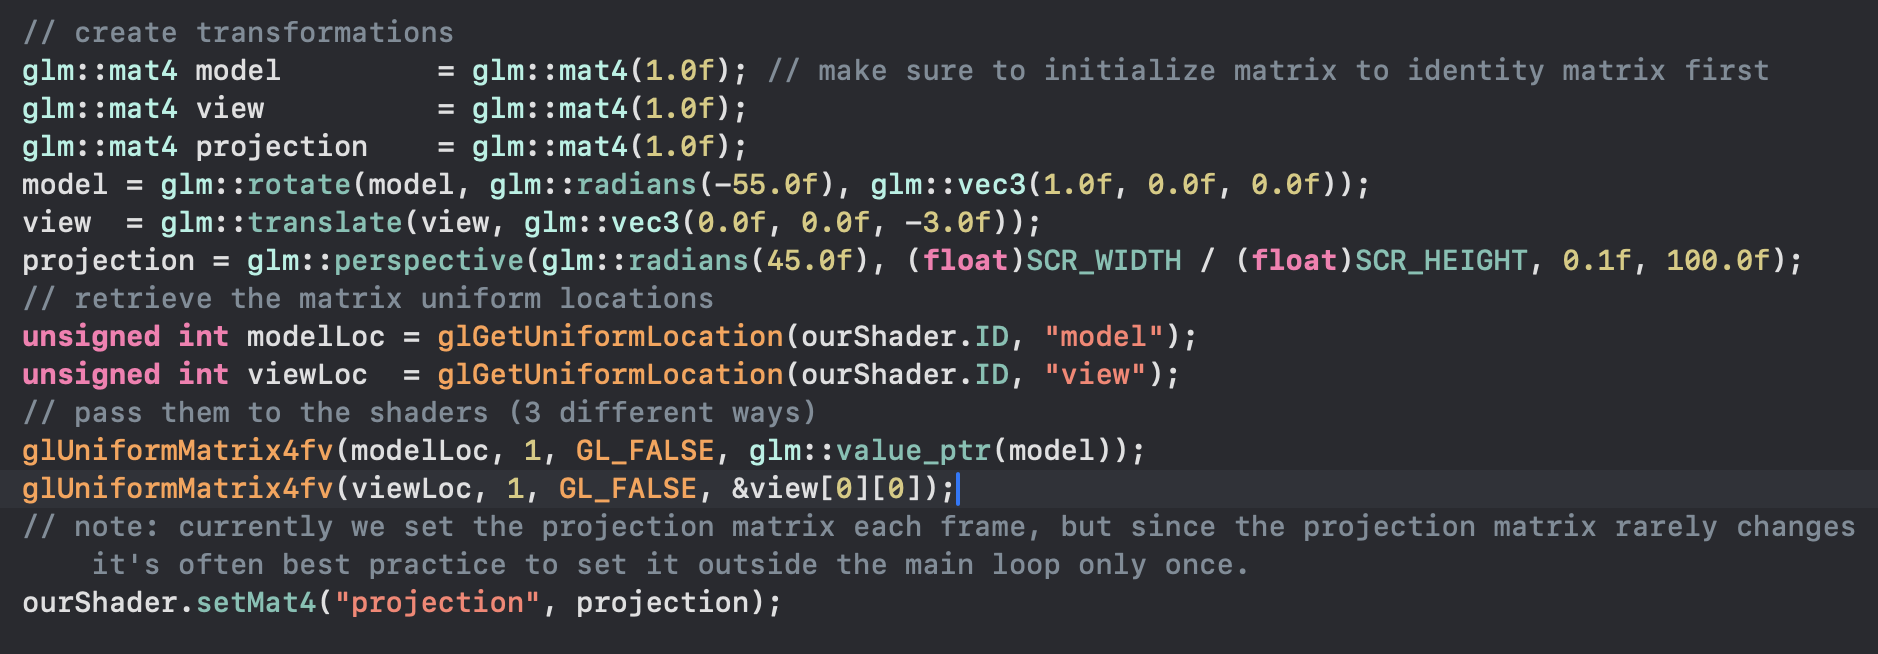 // create transformations
glm::mat4 model         = glm::mat4(1.0f); // make sure to initialize matrix to identity matrix first
glm::mat4 view          = glm::mat4(1.0f);
glm::mat4 projection    = glm::mat4(1.0f);
model = glm::rotate(model, glm::radians(-55.0f), glm::vec3(1.0f, 0.0f, 0.0f));
view  = glm::translate(view, glm::vec3(0.0f, 0.0f, -3.0f));
projection = glm::perspective(glm::radians(45.0f), (float)SCR_WIDTH / (float)SCR_HEIGHT, 0.1f, 100.0f);
// retrieve the matrix uniform locations
unsigned int modelLoc = glGetUniformLocation(ourShader.ID, "model");
unsigned int viewLoc  = glGetUniformLocation(ourShader.ID, "view");
// pass them to the shaders (3 different ways)
glUniformMatrix4fv(modelLoc, 1, GL_FALSE, glm::value_ptr(model));
glUniformMatrix4fv(viewLoc, 1, GL_FALSE, &view[0][0]);
// note: currently we set the projection matrix each frame, but since the projection matrix rarely changes
    it's often best practice to set it outside the main loop only once.
ourShader.setMat4("projection", projection);